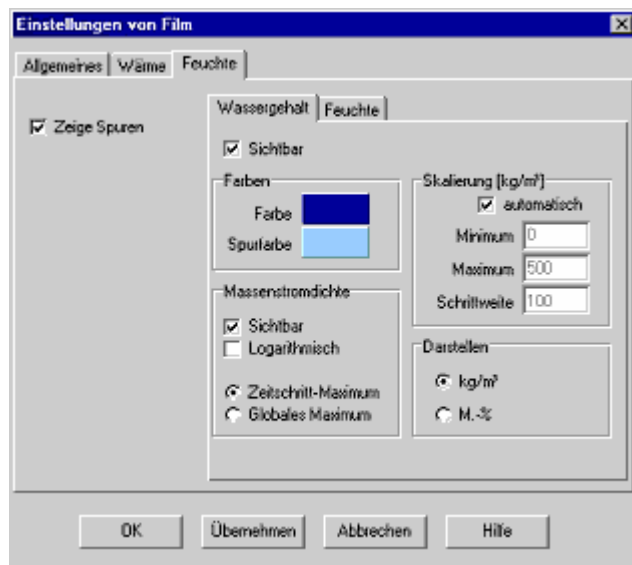 Einstellungen von Film
Allgemeines Wärme Feuchte
Zeige Spuren
Wassergehalt Feuchte
Sichtbar
Farben
Farbe
Spurfarbe
Massenstromdichte
Sichtbar
Logarithmisch
Zeitschritt-Maximum
Globales Maximum
Skalierung [kg/m³]
automatisch
Minimum 0
Maximum 500
Schrittweite 100
Darstellen
kg/m³
M.-%
OK Übernehmen Abbrechen Hilfe